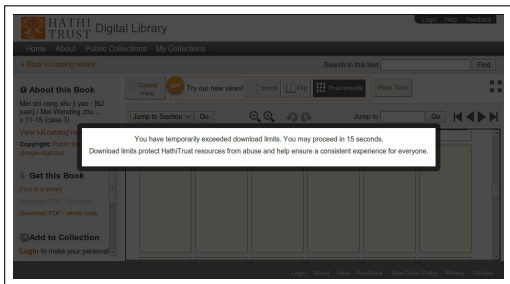 HATHI TRUST Digital Library
Login Help Feedback
Home About Public Collections My Collections
« Back to catalog record
Search in this text Find
About this Book
Mei shi cong shu ji yao : [62
juan] / Mei Wending zhu ...
v 11-15 (case 3)
View full catalog
Copyright: Public
Google-digitized
Classic View
Try our new views!
Scroll Flip Thumbnails Plain Text
Jump to Section Go
Jump to Go
You have temporarily exceeded download limits. You may proceed in 15 seconds.
Download limits protect HathiTrust resources from abuse and help ensure a consistent experience for everyone.
Get this Book
Find in a library
Download PDF - this page
Download PDF - whole book
Add to Collection
Login to make your personal
Login About Help Feedback Take-Down Policy Privacy Contact